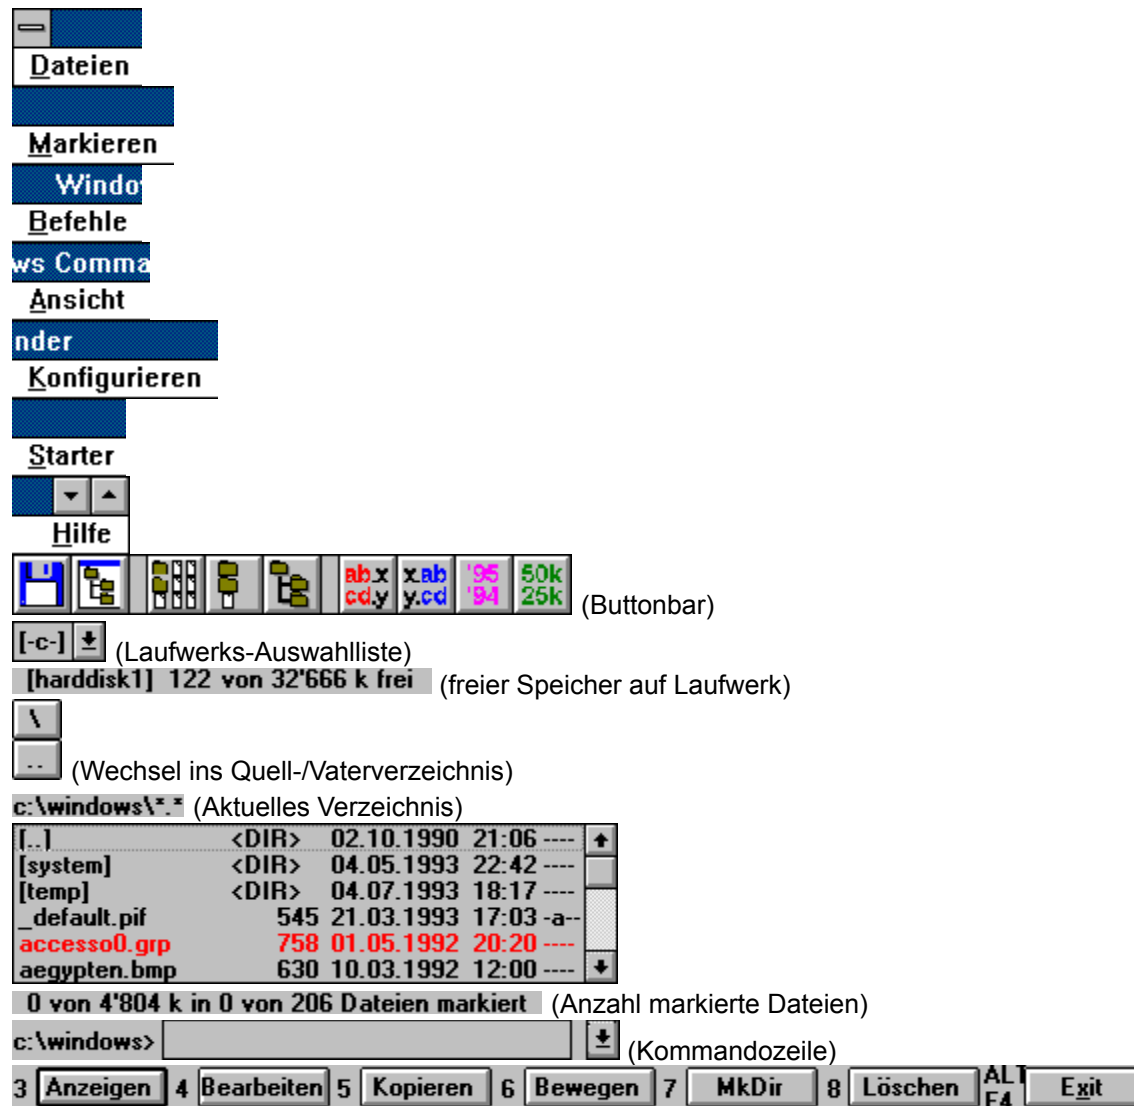 Dateien
Markieren
Windo
Befehle
ws Comma
Ansicht
nder
Konfigurieren
Starter
Hilfe
ab.x x.ab '95 50k
cd.y y.cd '94 25k (Buttonbar)
[-c-] (Laufwerks-Auswahlliste)
[harddisk1] 122 von 32'666 k frei (freier Speicher auf Laufwerk)
\
.. (Wechsel ins Quell-/Vaterverzeichnis)
c:\windows\*.* (Aktuelles Verzeichnis)
[..] <DIR> 02.10.1990 21:06 ----
[system] <DIR> 04.05.1993 22:42 ----
[temp] <DIR> 04.07.1993 18:17 ----
_default.pif 545 21.03.1993 17:03 -a--
accesso0.grp 758 01.05.1992 20:20 ----
aegypten.bmp 630 10.03.1992 12:00 ----
0 von 4'804 k in 0 von 206 Dateien markiert (Anzahl markierte Dateien)
c:\windows> (Kommandozeile)
3 Anzeigen 4 Bearbeiten 5 Kopieren 6 Bewegen 7 MkDir 8 Löschen ALT F4 Exit